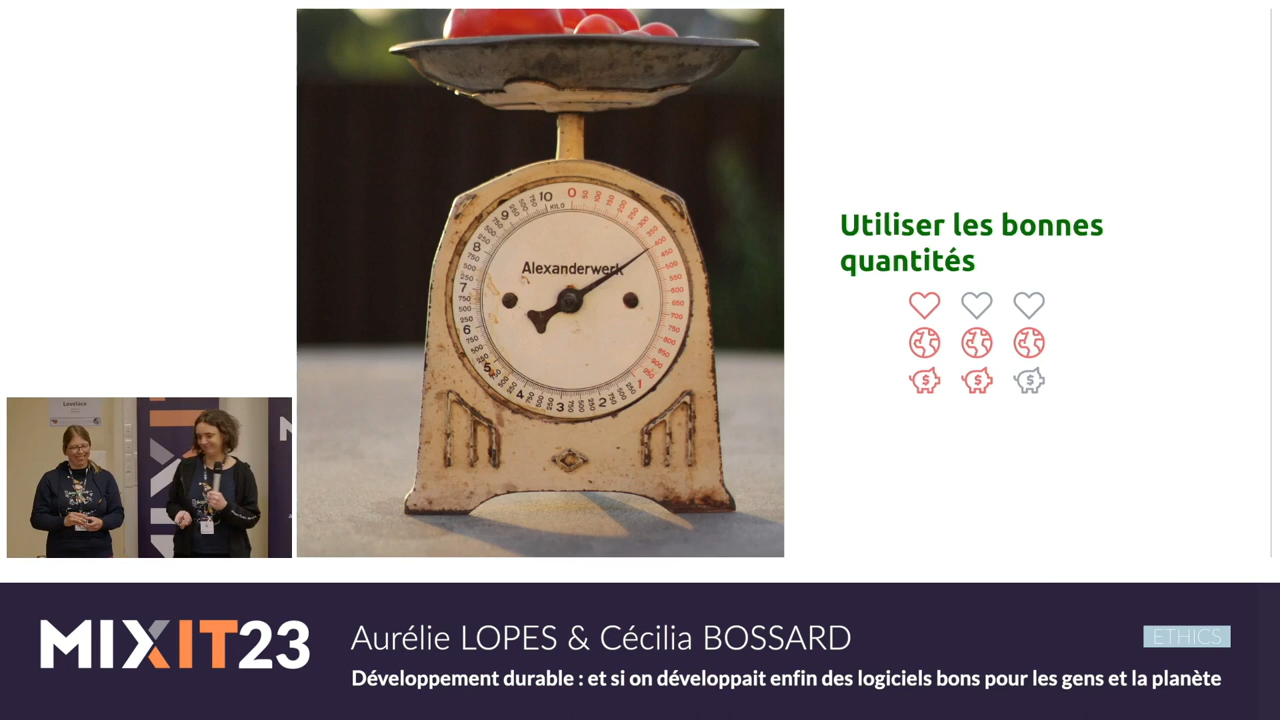 Alexanderwerk
KILO
10
0
9
8
7
6
5
4
3
2
1
Utiliser les bonnes
quantités
Lovelace
MIXIT23
Aurélie LOPES & Cécilia BOSSARD
ETHICS
Développement durable : et si on développait enfin des logiciels bons pour les gens et la planète